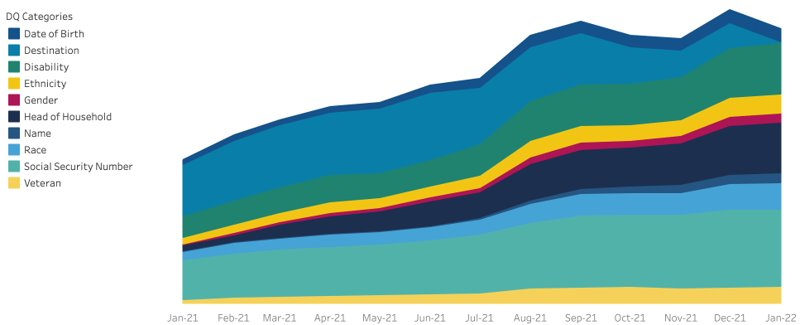 DQ Categories
Date of Birth
Destination
Disability
Ethnicity
Gender
Head of Household
Name
Race
Social Security Number
Veteran
Jan-21 Feb-21 Mar-21 Apr-21 May-21 Jun-21 Jul-21 Aug-21 Sep-21 Oct-21 Nov-21 Dec-21 Jan-22